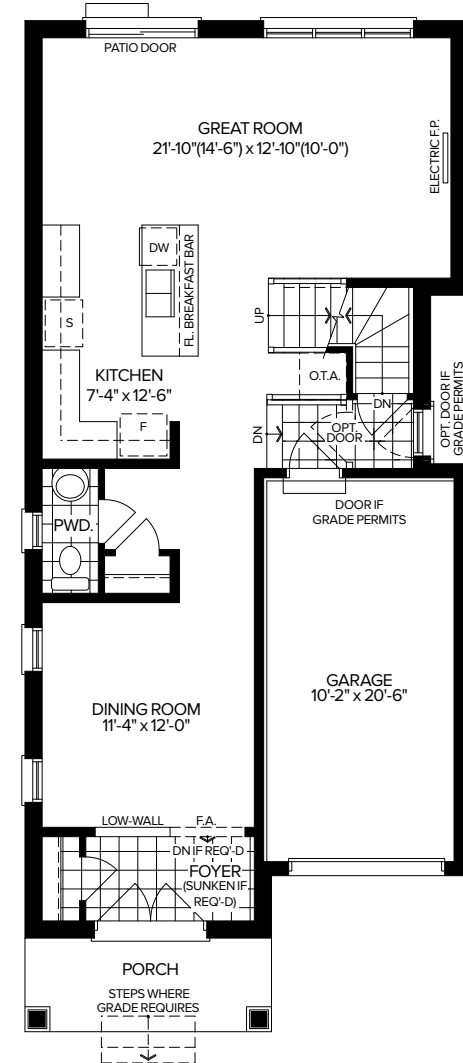 PATIO DOOR
GREAT ROOM
21'-10"(14'-6") x 12'-10"(10'-0")
ELECTRIC F.P.
DW
FL. BREAKFAST BAR
S
UP
KITCHEN
7'-4" x 12'-6"
O.T.A.
F
DN
DN
OPT.
DOOR
OPT. DOOR IF
GRADE PERMITS
DOOR IF
GRADE PERMITS
PWD.
GARAGE
10'-2" x 20'-6"
DINING ROOM
11'-4" x 12'-0"
LOW-WALL
F.A.
DN IF REQ'D
FOYER
(SUNKEN IF
REQ'D)
PORCH
STEPS WHERE
GRADE REQUIRES